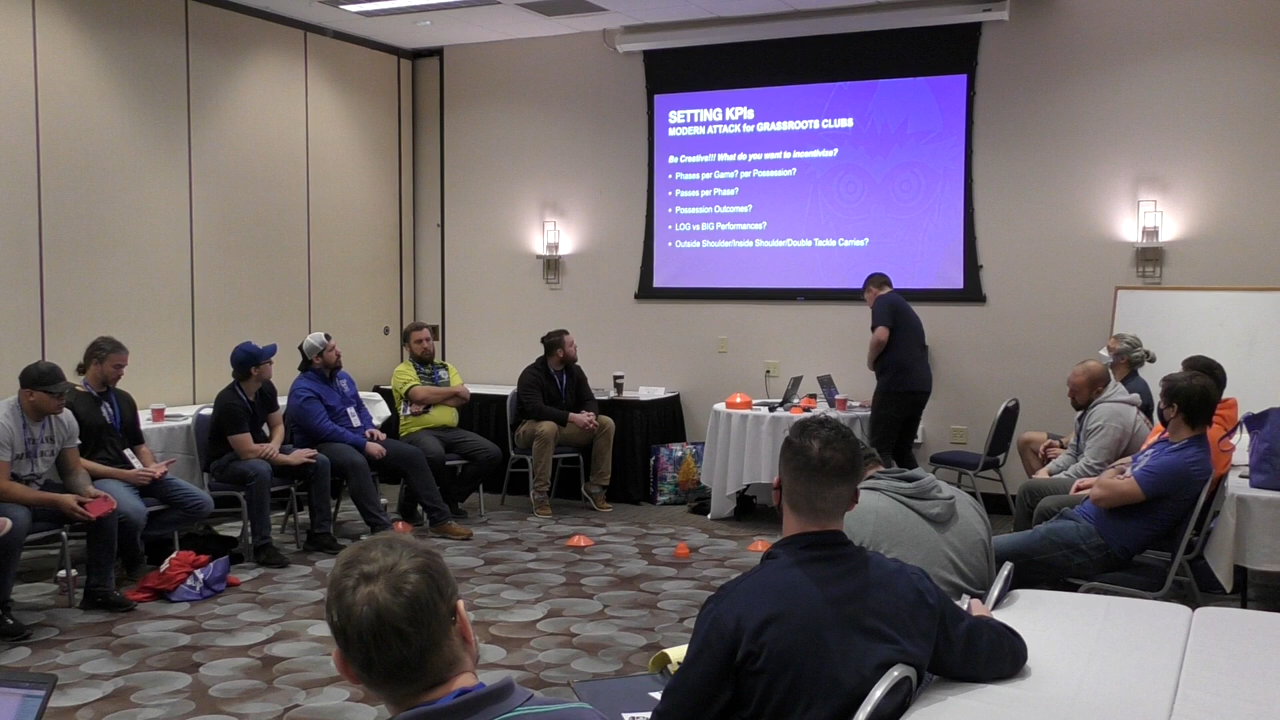 SETTING KPIs
MODERN ATTACK for GRASSROOTS CLUBS
Be Creative!!! What do you want to incentivize?
• Phases per Game? per Possession?
• Passes per Phase?
• Possession Outcomes?
• LOG vs BIG Performances?
• Outside Shoulder/Inside Shoulder/Double Tackle Carries?